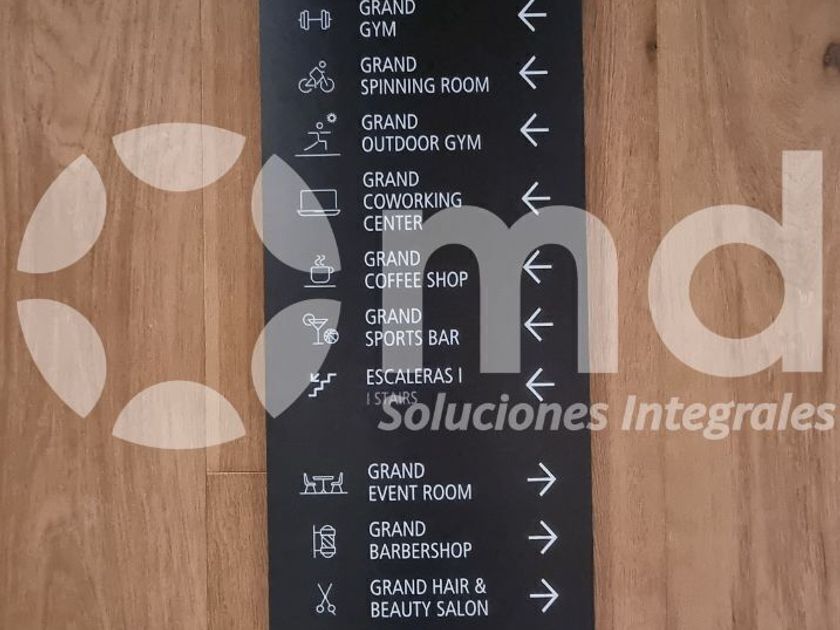 GRAND
GYM
GRAND
SPINNING ROOM
GRAND
OUTDOOR GYM
GRAND
COWORKING
CENTER
GRAND
COFFEE SHOP
GRAND
SPORTS BAR
ESCALERAS I
I STAIRS
md
Soluciones Integrales
GRAND
EVENT ROOM
GRAND
BARBERSHOP
GRAND HAIR &
BEAUTY SALON